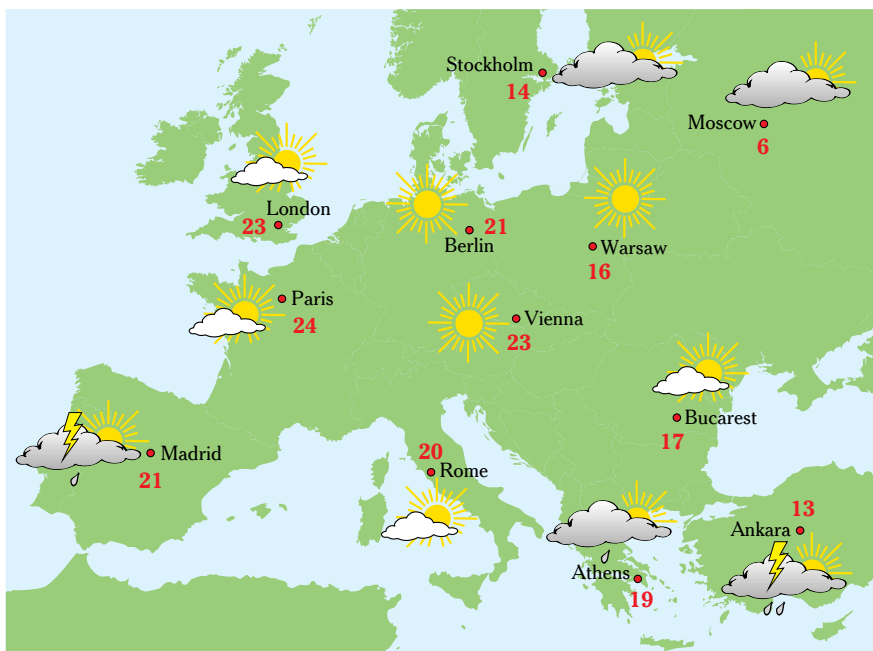 Stockholm
14
Moscow
6
London
23
21
Berlin
Warsaw
16
Paris
24
Vienna
23
Bucarest
17
Madrid
21
20
Rome
13
Ankara
Athens
19